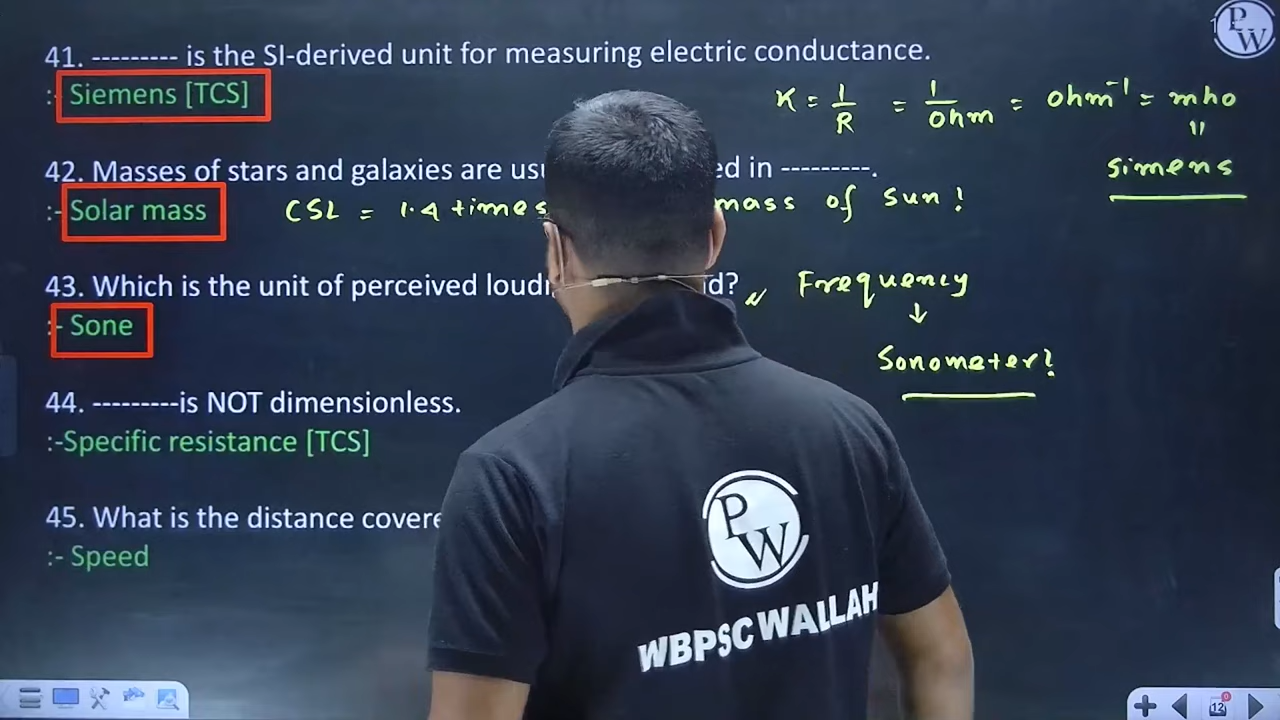 PW
41. --------- is the SI-derived unit for measuring electric conductance.
:- Siemens [TCS]
K = 1/R = 1/Ohm = Ohm⁻¹ = mho
=
simens
42. Masses of stars and galaxies are ed in ---------.
:- Solar mass
CSL = 1.4 times mass of Sun!
43. Which is the unit of perceived d?
:- Sone
Frequency
↓
Sonometer!
44. ---------is NOT dimensionless.
:-Specific resistance [TCS]
45. What is the distance
:- Speed
PW
WBPSC WALLAH
12